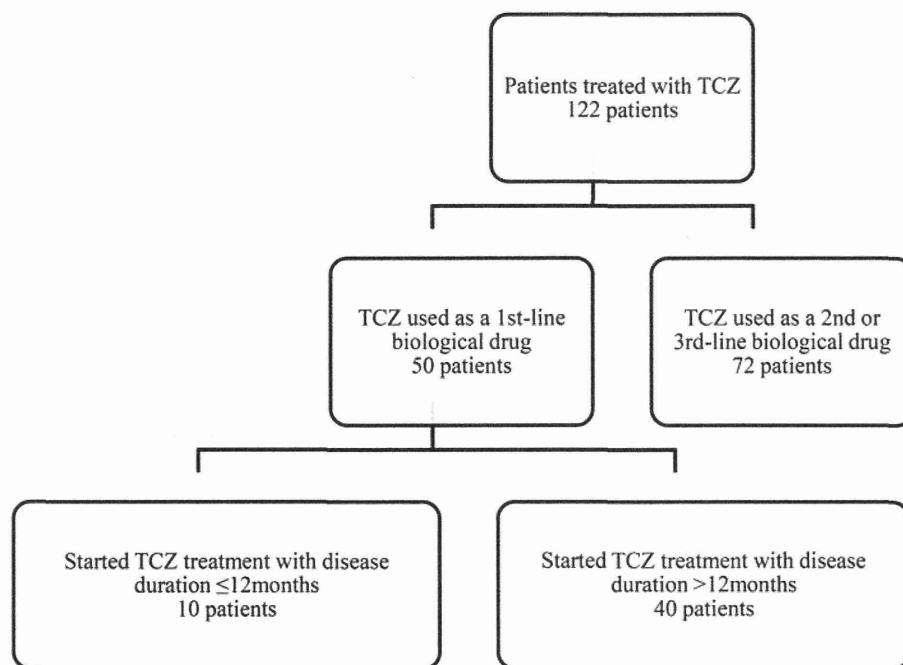 Patients treated with TCZ
122 patients
TCZ used as a 1st-line
biological drug
50 patients
TCZ used as a 2nd or
3rd-line biological drug
72 patients
Started TCZ treatment with disease
duration ≤12months
10 patients
Started TCZ treatment with disease
duration >12months
40 patients